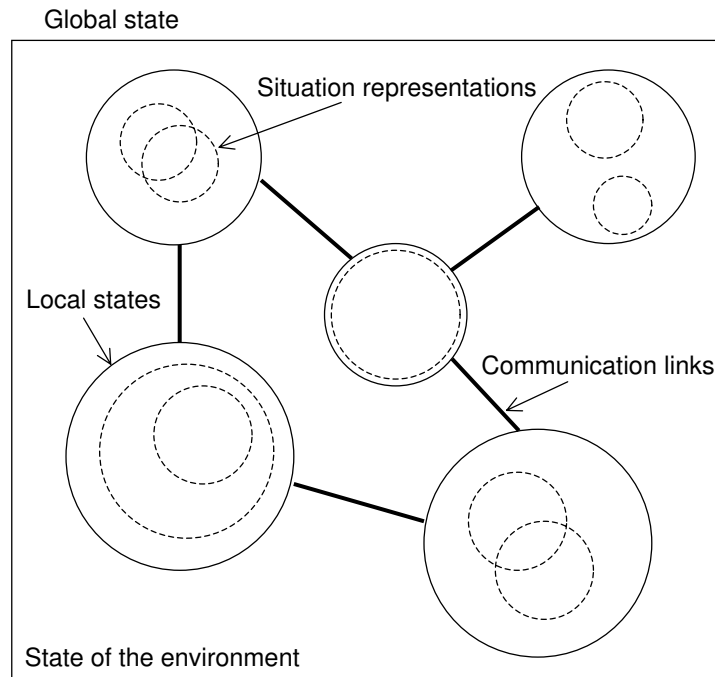 Global state
Situation representations
Local states
Communication links
State of the environment